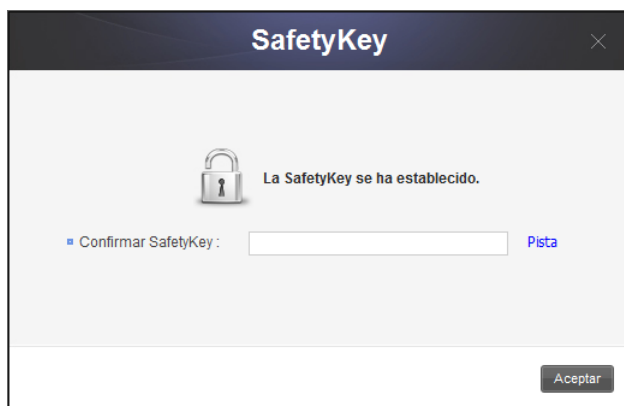 SafetyKey
La SafetyKey se ha establecido.
Confirmar SafetyKey : Pista
Aceptar